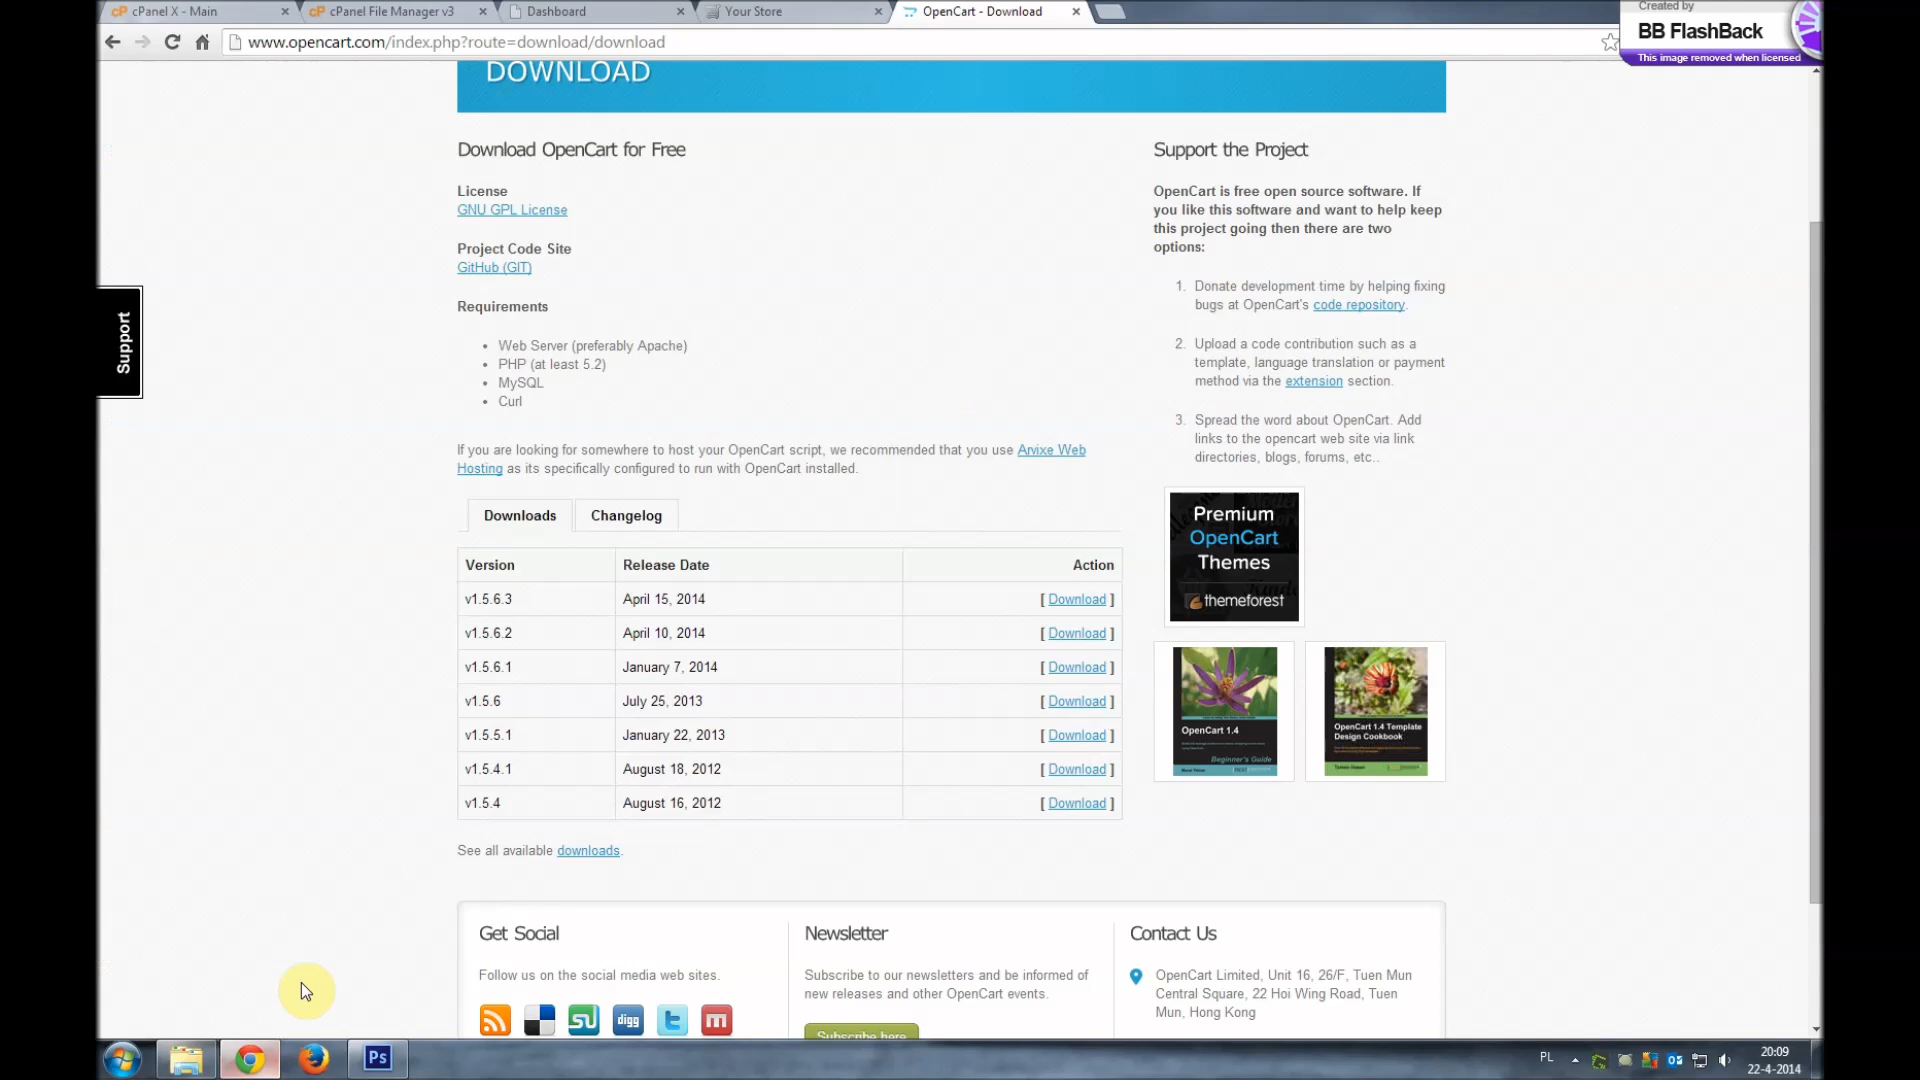 cP cPanel X - Main
cP cPanel File Manager v3
Dashboard
Your Store
OpenCart - Download
Created by
BB FlashBack
This image removed when licensed
www.opencart.com/index.php?route=download/download
DOWNLOAD
Support
Download OpenCart for Free
License
GNU GPL License
Project Code Site
GitHub (GIT)
Requirements
• Web Server (preferably Apache)
• PHP (at least 5.2)
• MySQL
• Curl
If you are looking for somewhere to host your OpenCart script, we recommended that you use Arvixe Web
Hosting as its specifically configured to run with OpenCart installed.
Downloads
Changelog
Version Release Date Action
v1.5.6.3 April 15, 2014 [ Download ]
v1.5.6.2 April 10, 2014 [ Download ]
v1.5.6.1 January 7, 2014 [ Download ]
v1.5.6 July 25, 2013 [ Download ]
v1.5.5.1 January 22, 2013 [ Download ]
v1.5.4.1 August 18, 2012 [ Download ]
v1.5.4 August 16, 2012 [ Download ]
See all available downloads.
Support the Project
OpenCart is free open source software. If
you like this software and want to help keep
this project going then there are two
options:
1. Donate development time by helping fixing
bugs at OpenCart's code repository.
2. Upload a code contribution such as a
template, language translation or payment
method via the extension section.
3. Spread the word about OpenCart. Add
links to the opencart web site via link
directories, blogs, forums, etc..
Premium
OpenCart
Themes
themeforest
OpenCart 1.4
Beginner's Guide
OpenCart 1.4 Template
Design Cookbook
Get Social
Follow us on the social media web sites.
digg
Newsletter
Subscribe to our newsletters and be informed of
new releases and other OpenCart events.
Subscribe here
Contact Us
OpenCart Limited, Unit 16, 26/F, Tuen Mun
Central Square, 22 Hoi Wing Road, Tuen
Mun, Hong Kong
Ps
PL
20:09
22-4-2014